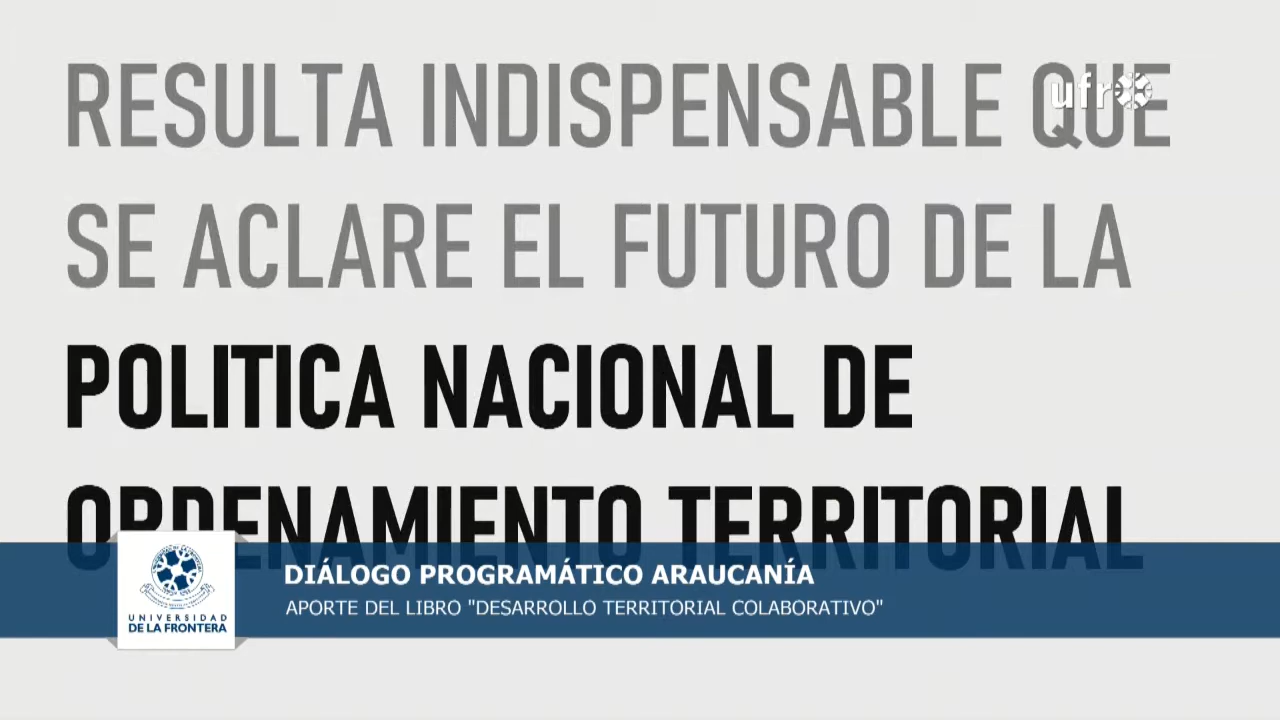 RESULTA INDISPENSABLE QUE
ufro
SE ACLARE EL FUTURO DE LA
POLITICA NACIONAL DE
ORDENAMIENTO TERRITORIAL
DIÁLOGO PROGRAMÁTICO ARAUCANÍA
APORTE DEL LIBRO "DESARROLLO TERRITORIAL COLABORATIVO"
UNIVERSIDAD
DE LA FRONTERA